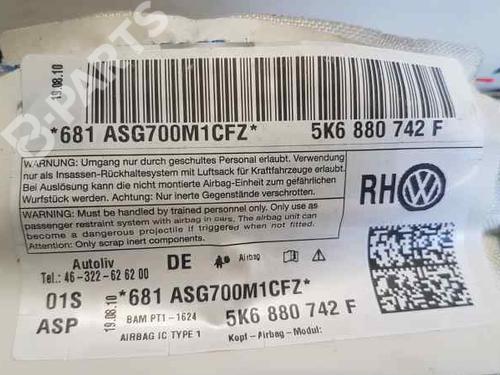 19.08.10
*681 ASG700M1CFZ*
5K6 880 742 F
B-PARTS
WARNUNG: Umgang nur durch geschultes Personal erlaubt. Verwendung
nur als Insassen-Rückhaltesystem mit Luftsack für Kraftfahrzeuge erlaubt.
Bei Auslösung kann die nicht montierte Airbag-Einheit zum gefährlichen
Wurfstück werden. Achtung: Nur inerte Gegenstände verschrotten.
WARNING: Must be handled by trained personnel only. Only use as
passenger restraint system with airbag in cars. The airbag unit can
become a dangerous projectile if triggered when not fitted.
Attention: Only scrap inert components.
RH
VW
Autoliv
Tel.: 46-322-626200
DE
Airbag
01S
ASP
19.08.10
*681 ASG700M1CFZ*
5K6 880 742 F
BAM PT1-1624
AIRBAG IC TYPE 1
Kopf-Airbag-Modul: